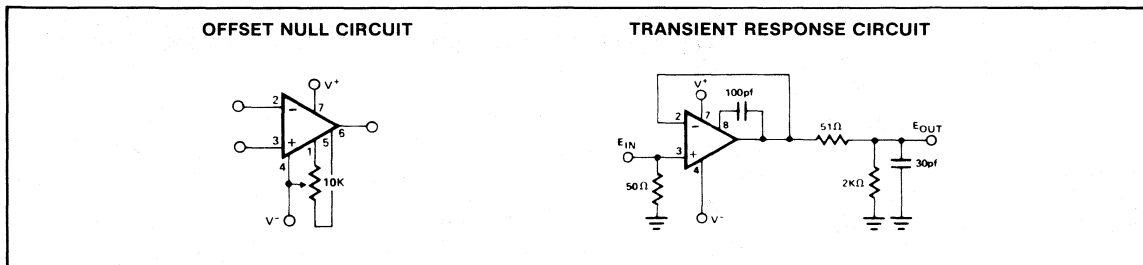 OFFSET NULL CIRCUIT
V+
2
7
6
3
5
1
4
10K
V-
TRANSIENT RESPONSE CIRCUIT
V+
100pf
2
7
8
51Ω
EOUT
EIN
3
4
30pf
50Ω
2KΩ
V-